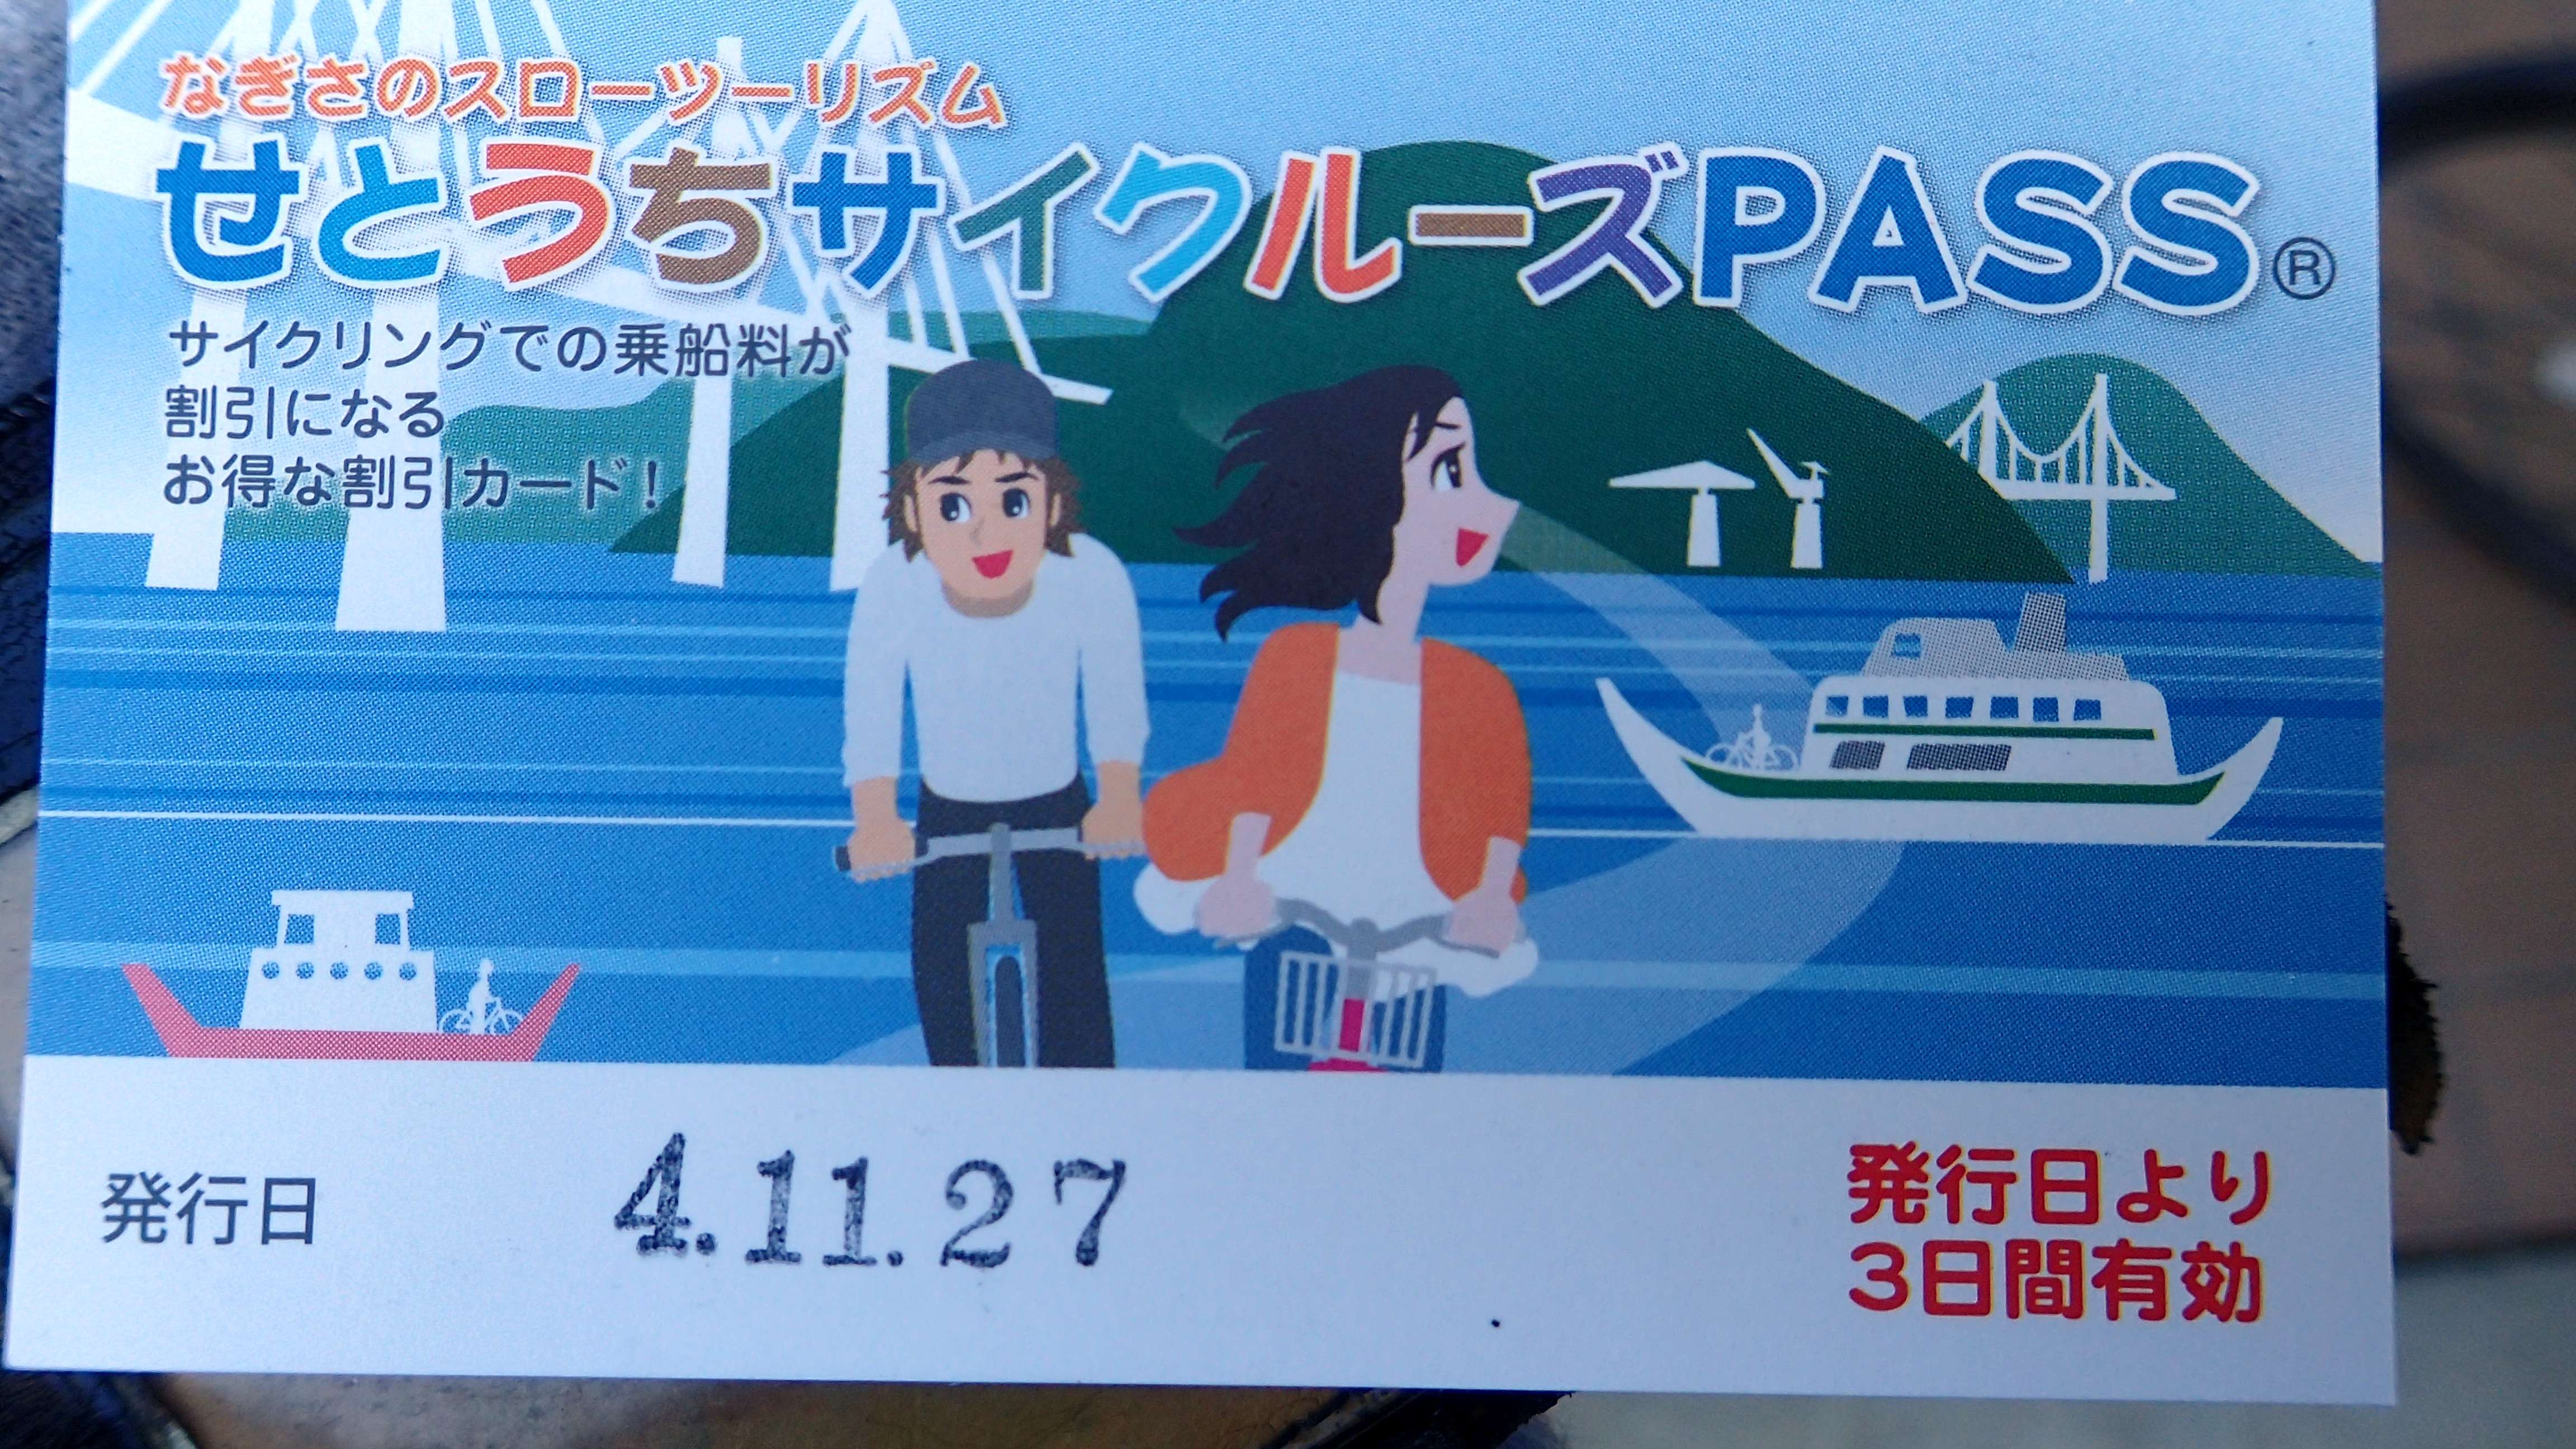 なぎさのスローツーリズム
せとうちサイクルーズPASS®
サイクリングでの乗船料が
割引になる
お得な割引カード!
発行日 4.11.27
発行日より
3日間有効